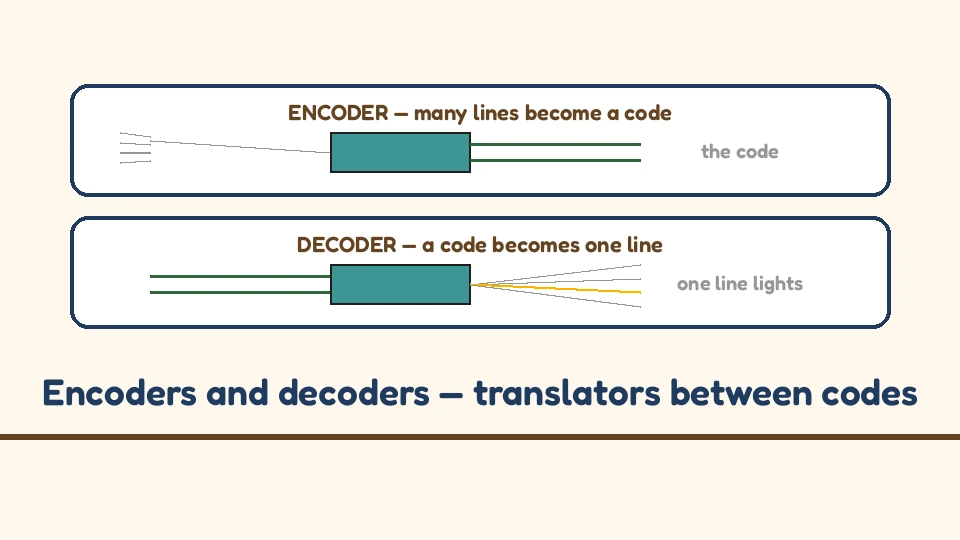 ENCODER — many lines become a code
the code
DECODER — a code becomes one line
one line lights
Encoders and decoders — translators between codes